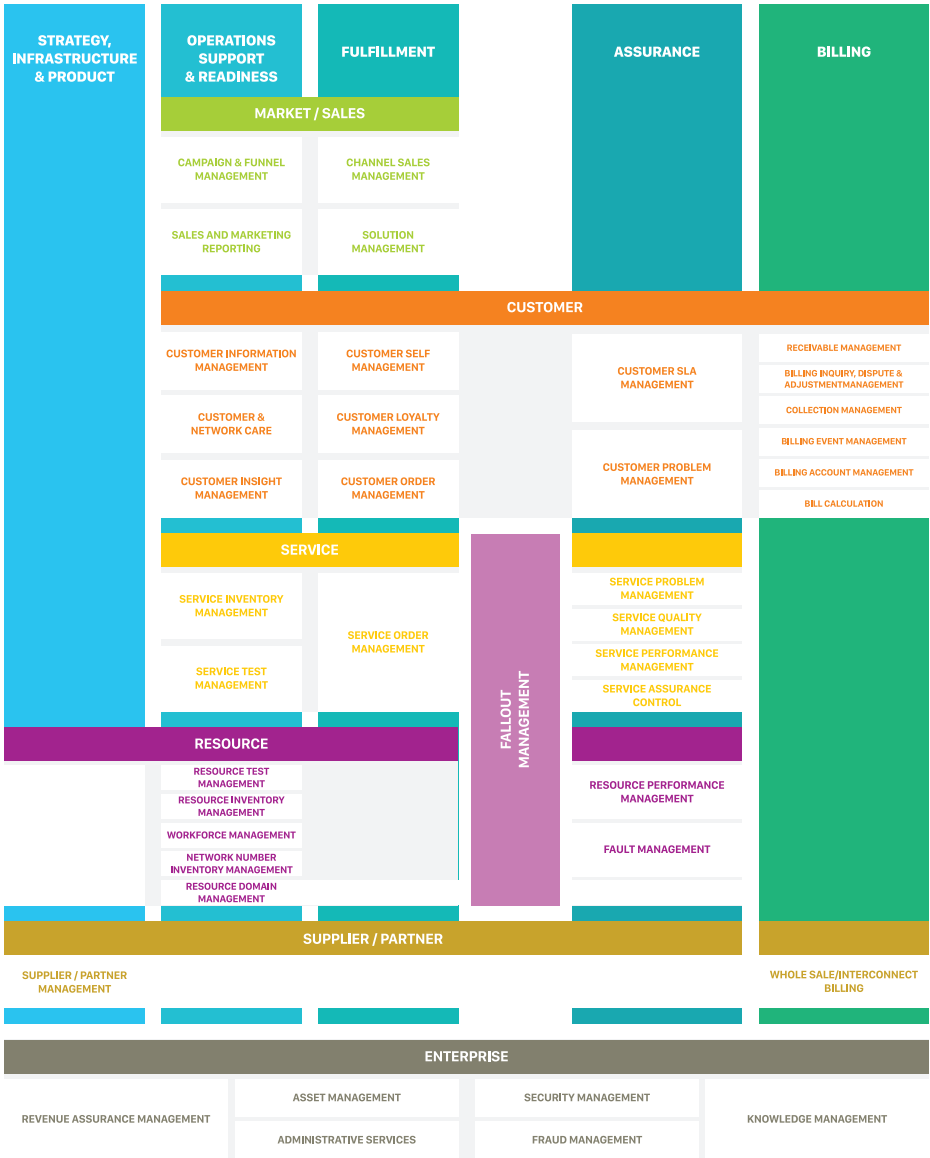 STRATEGY,
INFRASTRUCTURE
& PRODUCT
OPERATIONS
SUPPORT
& READINESS
FULFILLMENT
ASSURANCE
BILLING
MARKET / SALES
CAMPAIGN & FUNNEL
MANAGEMENT
CHANNEL SALES
MANAGEMENT
SALES AND MARKETING
REPORTING
SOLUTION
MANAGEMENT
CUSTOMER
CUSTOMER INFORMATION
MANAGEMENT
CUSTOMER SELF
MANAGEMENT
CUSTOMER &
NETWORK CARE
CUSTOMER LOYALTY
MANAGEMENT
CUSTOMER INSIGHT
MANAGEMENT
CUSTOMER ORDER
MANAGEMENT
CUSTOMER SLA
MANAGEMENT
CUSTOMER PROBLEM
MANAGEMENT
RECEIVABLE MANAGEMENT
BILLING INQUIRY, DISPUTE &
ADJUSTMENTMANAGEMENT
COLLECTION MANAGEMENT
BILLING EVENT MANAGEMENT
BILLING ACCOUNT MANAGEMENT
BILL CALCULATION
SERVICE
SERVICE INVENTORY
MANAGEMENT
SERVICE TEST
MANAGEMENT
SERVICE ORDER
MANAGEMENT
FALLOUT
MANAGEMENT
SERVICE PROBLEM
MANAGEMENT
SERVICE QUALITY
MANAGEMENT
SERVICE PERFORMANCE
MANAGEMENT
SERVICE ASSURANCE
CONTROL
RESOURCE
RESOURCE TEST
MANAGEMENT
RESOURCE INVENTORY
MANAGEMENT
WORKFORCE MANAGEMENT
NETWORK NUMBER
INVENTORY MANAGEMENT
RESOURCE DOMAIN
MANAGEMENT
RESOURCE PERFORMANCE
MANAGEMENT
FAULT MANAGEMENT
SUPPLIER / PARTNER
SUPPLIER / PARTNER
MANAGEMENT
WHOLE SALE/INTERCONNECT
BILLING
ENTERPRISE
REVENUE ASSURANCE MANAGEMENT
ASSET MANAGEMENT
ADMINISTRATIVE SERVICES
SECURITY MANAGEMENT
FRAUD MANAGEMENT
KNOWLEDGE MANAGEMENT